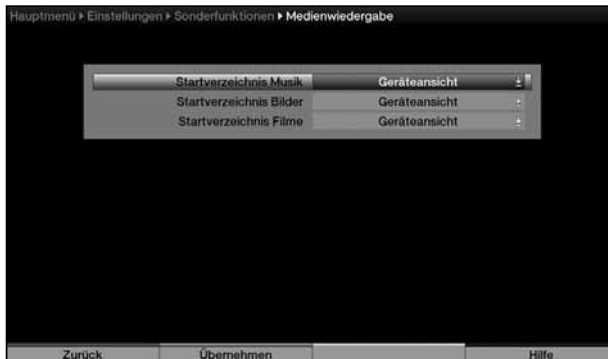 Hauptmenü ▸ Einstellungen ▸ Sonderfunktionen ▸ Medienwiedergabe
Startverzeichnis Musik Geräteansicht
Startverzeichnis Bilder Geräteansicht
Startverzeichnis Filme Geräteansicht
Zurück Übernehmen Hilfe